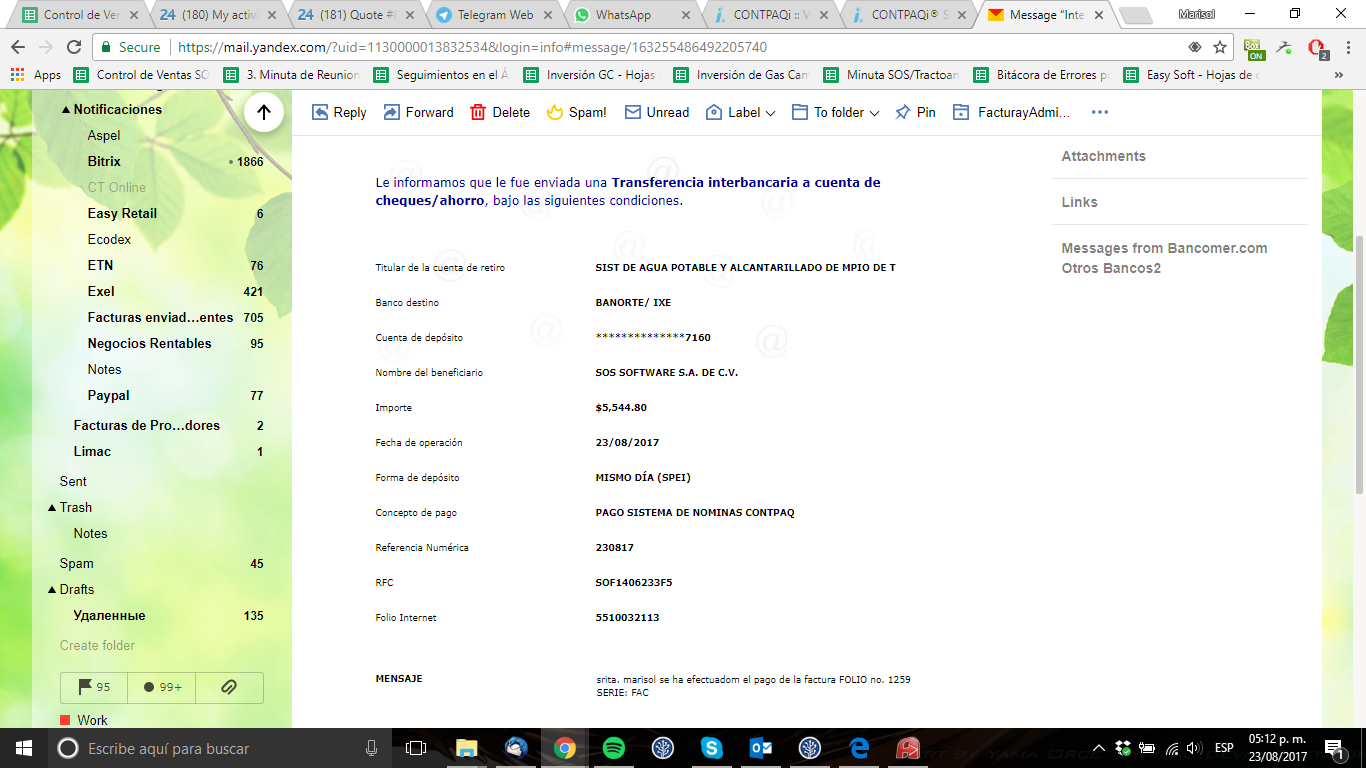 Control de Ven
24 (180) My activi
24 (181) Quote #
Telegram Web
WhatsApp
CONTPAQi :: V
CONTPAQi® S
Message “Inte
Marisol
Secure
https://mail.yandex.com/?uid=1130000013832534&login=info#message/163255486492205740
ON
2
Apps
Control de Ventas SO
3. Minuta de Reunion
Seguimientos en el Á
Inversión GC - Hojas
Inversión de Gas Cam
Minuta SOS/Tractoan
Bitácora de Errores p
Easy Soft - Hojas de c
»
Notificaciones
Aspel
Bitrix 1866
CT Online
Easy Retail 6
Ecodex
ETN 76
Exel 421
Facturas enviad...entes 705
Negocios Rentables 95
Notes
Paypal 77
Facturas de Pro...dores 2
Limac 1
Sent
Trash
Notes
Spam 45
Drafts
Удаленные 135
Create folder
95
99+
Work
Reply
Forward
Delete
Spam!
Unread
Label
To folder
Pin
FacturayAdmi...
Le informamos que le fue enviada una Transferencia interbancaria a cuenta de
cheques/ahorro, bajo las siguientes condiciones.
Titular de la cuenta de retiro SIST DE AGUA POTABLE Y ALCANTARILLADO DE MPIO DE T
Banco destino BANORTE/ IXE
Cuenta de depósito **************7160
Nombre del beneficiario SOS SOFTWARE S.A. DE C.V.
Importe $5,544.80
Fecha de operación 23/08/2017
Forma de depósito MISMO DÍA (SPEI)
Concepto de pago PAGO SISTEMA DE NOMINAS CONTPAQ
Referencia Numérica 230817
RFC SOF1406233F5
Folio Internet 5510032113
MENSAJE srita. marisol se ha efectuadom el pago de la factura FOLIO no. 1259
SERIE: FAC
Attachments
Links
Messages from Bancomer.com
Otros Bancos2
Escribe aquí para buscar
ESP
05:12 p. m.
23/08/2017
1